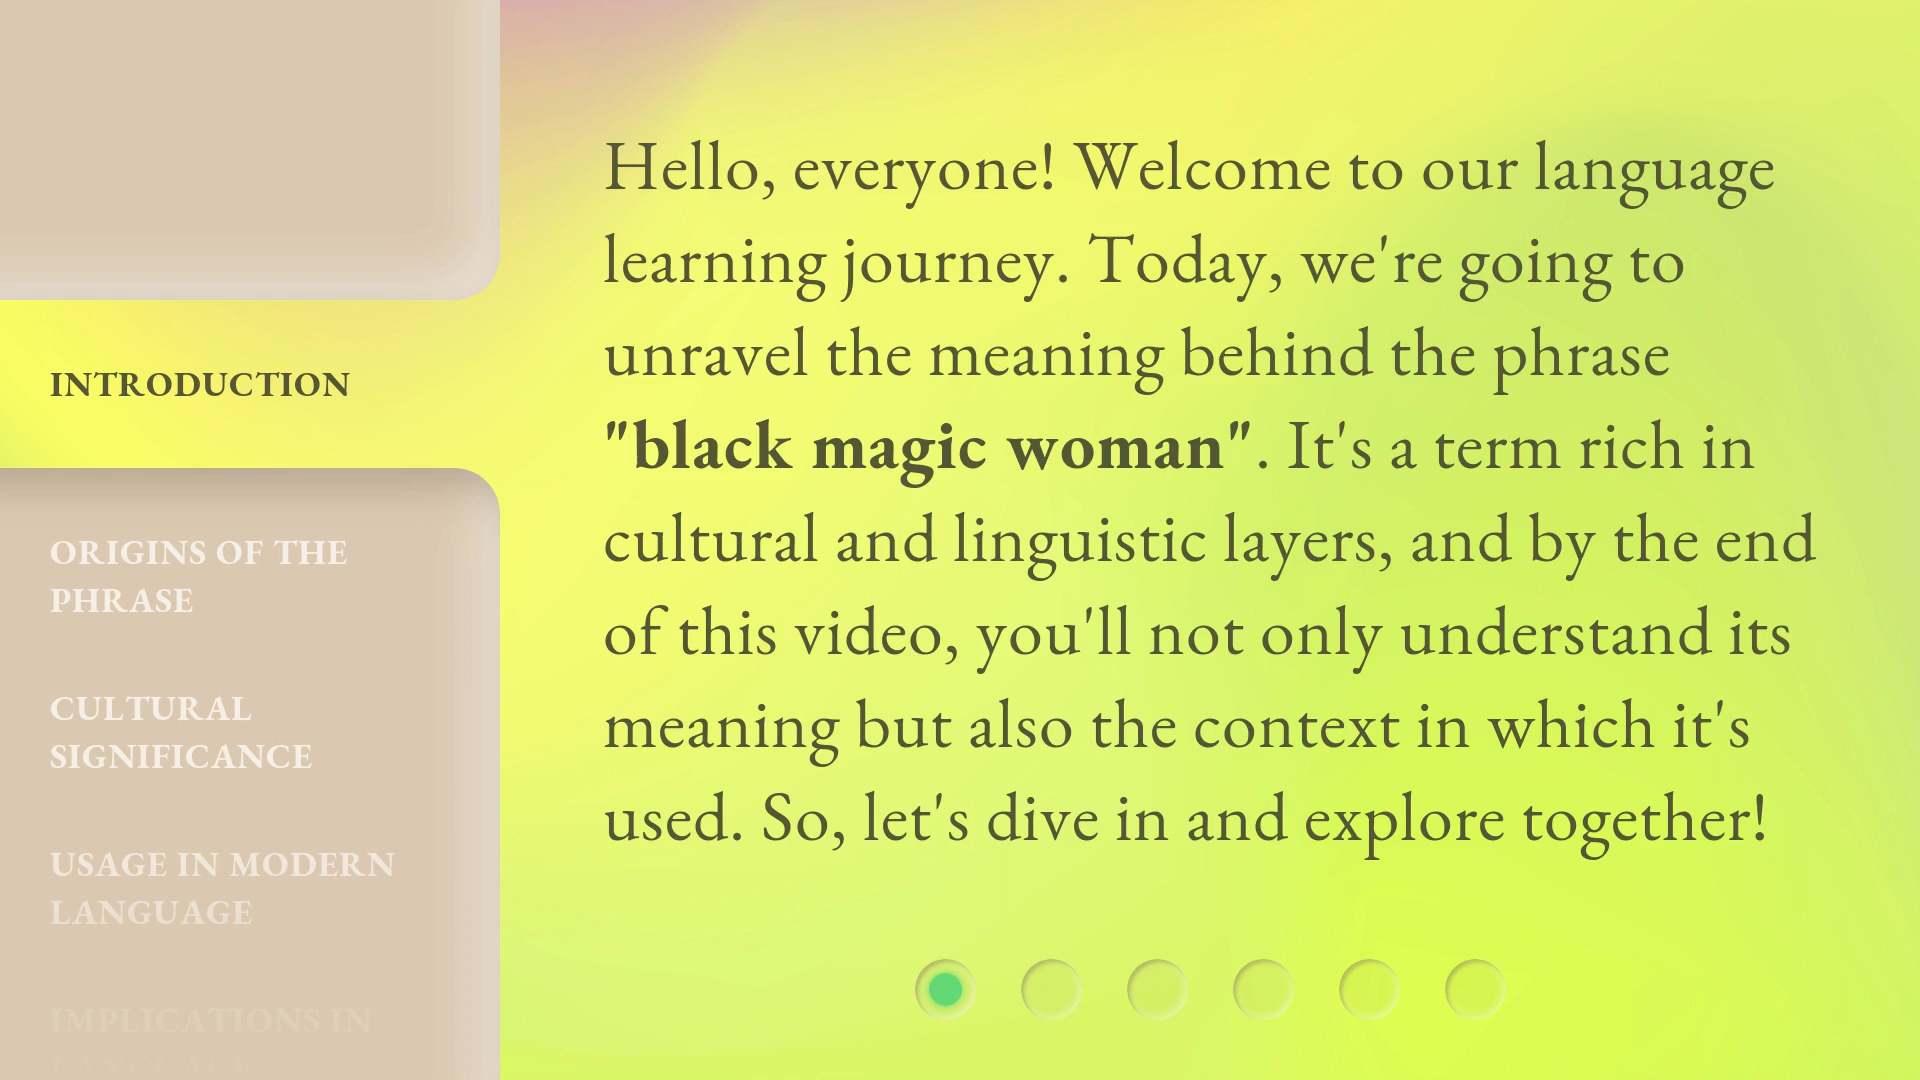 INTRODUCTION
ORIGINS OF THE
PHRASE
CULTURAL
SIGNIFICANCE
USAGE IN MODERN
LANGUAGE
IMPLICATIONS IN
LANGUAGE
Hello, everyone! Welcome to our language
learning journey. Today, we're going to
unravel the meaning behind the phrase
"black magic woman". It's a term rich in
cultural and linguistic layers, and by the end
of this video, you'll not only understand its
meaning but also the context in which it's
used. So, let's dive in and explore together!